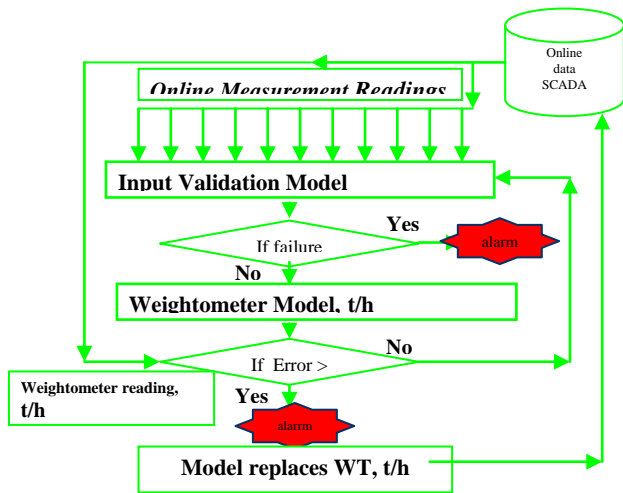 Online
data
SCADA
Online Measurement Readings
Input Validation Model
If failure
Yes
alarm
No
Weightometer Model, t/h
If Error >
No
Weightometer reading,
t/h
Yes
alarrm
Model replaces WT, t/h